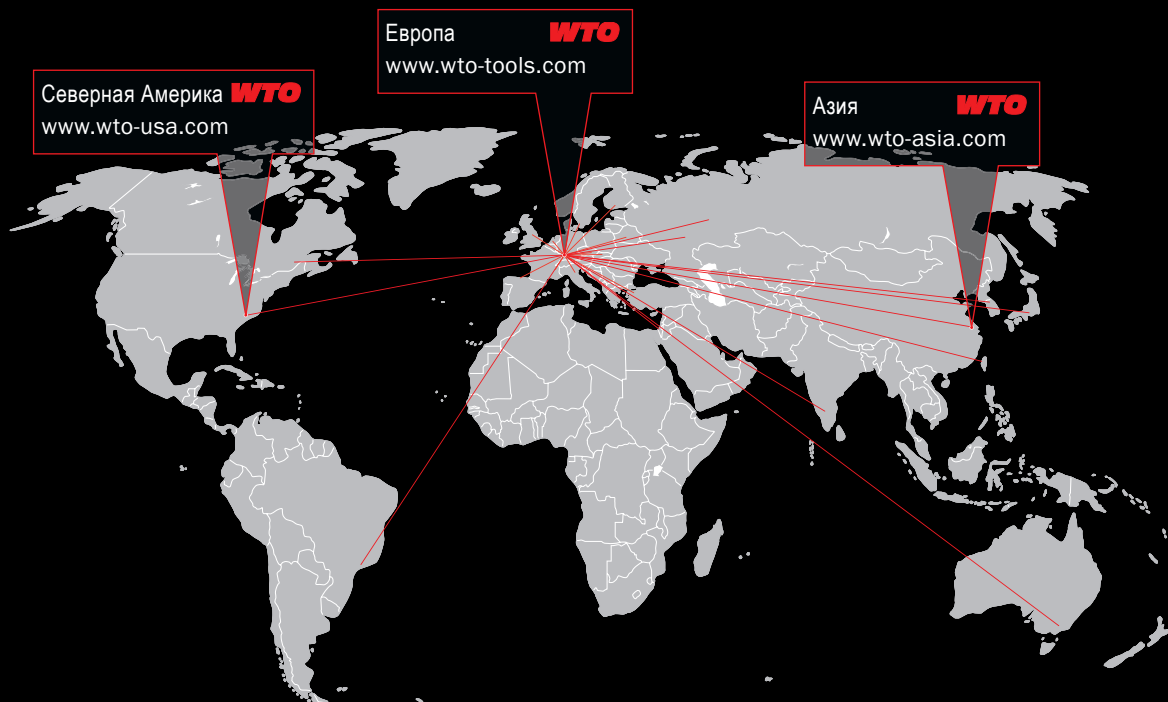 Европа WTO
www.wto-tools.com
Северная Америка WTO
www.wto-usa.com
Азия WTO
www.wto-asia.com